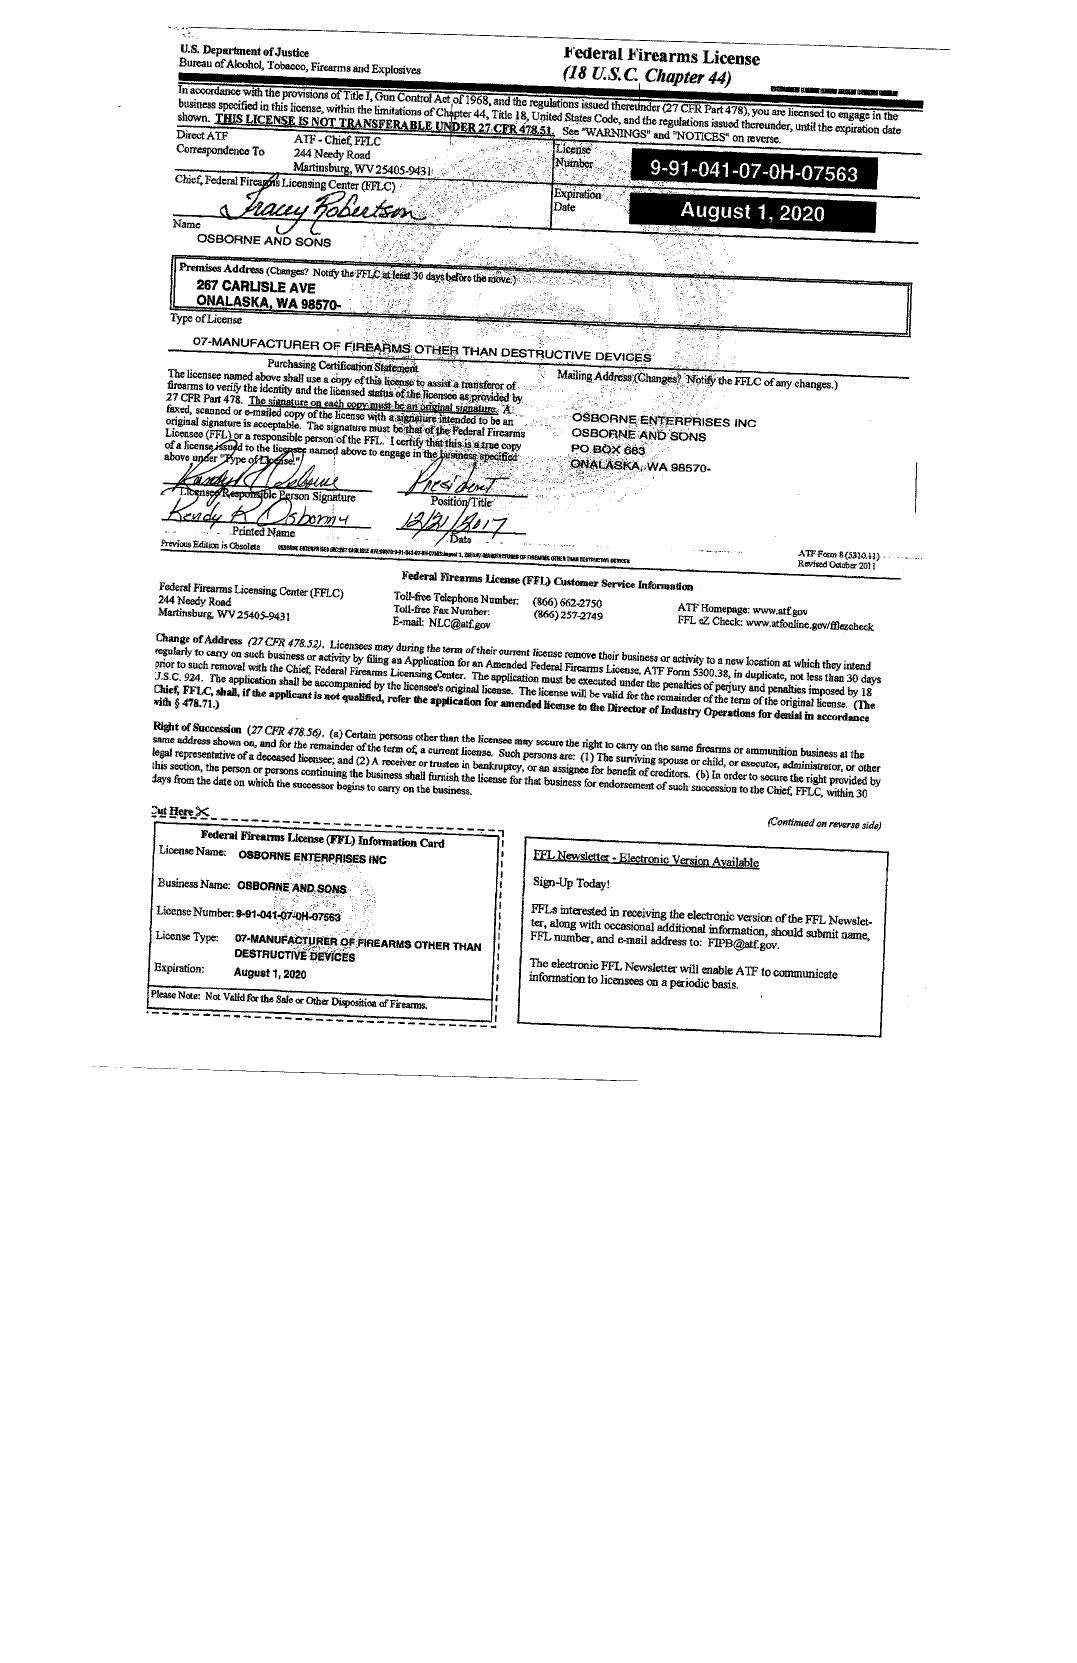 U.S. Department of Justice
Bureau of Alcohol, Tobacco, Firearms and Explosives
Federal Firearms License
(18 U.S.C. Chapter 44)
In accordance with the provisions of Title I, Gun Control Act of 1968, and the regulations issued thereunder (27 CFR Part 478), you are licensed to engage in the
business specified in this license, within the limitations of Chapter 44, Title 18, United States Code, and the regulations issued thereunder, until the expiration date
shown. THIS LICENSE IS NOT TRANSFERABLE UNDER 27 CFR 478.51. See "WARNINGS" and "NOTICES" on reverse.
Direct ATF
Correspondence To
ATF - Chief, FFLC
244 Needy Road
Martinsburg, WV 25405-9431
License
Number
9-91-041-07-0H-07563
Chief, Federal Firearms Licensing Center (FFLC)
Tracey Robertson
Expiration
Date
August 1, 2020
Name
OSBORNE AND SONS
Premises Address (Changes? Notify the FFLC at least 30 days before the move.)
267 CARLISLE AVE
ONALASKA, WA 98570-
Type of License
07-MANUFACTURER OF FIREARMS OTHER THAN DESTRUCTIVE DEVICES
Purchasing Certification Statement
The licensee named above shall use a copy of this license to assist a transferor of
firearms to verify the identity and the licensed status of the licensee as provided by
27 CFR Part 478. The signature on each copy must be an original signature. A
faxed, scanned or e-mailed copy of the license with a signature intended to be an
original signature is acceptable. The signature must be that of the Federal Firearms
Licensee (FFL) or a responsible person of the FFL. I certify that this is a true copy
of a license issued to the licensee named above to engage in the business specified
above under "Type of License."
Mailing Address (Changes? Notify the FFLC of any changes.)
OSBORNE ENTERPRISES INC
OSBORNE AND SONS
PO BOX 683
ONALASKA, WA 98570-
President
Licensee/Responsible Person Signature
Position/Title
Randy R Osborne
12/21/2017
Printed Name
Date
Previous Edition is Obsolete
ATF Form 8 (5310.11)
Revised October 2011
Federal Firearms License (FFL) Customer Service Information
Federal Firearms Licensing Center (FFLC)
244 Needy Road
Martinsburg, WV 25405-9431
Toll-free Telephone Number: (866) 662-2750
Toll-free Fax Number: (866) 257-2749
E-mail: NLC@atf.gov
ATF Homepage: www.atf.gov
FFL eZ Check: www.atfonline.gov/fflezcheck
Change of Address (27 CFR 478.52). Licensees may during the term of their current license remove their business or activity to a new location at which they intend
regularly to carry on such business or activity by filing an Application for an Amended Federal Firearms License, ATF Form 5300.38, in duplicate, not less than 30 days
prior to such removal with the Chief, Federal Firearms Licensing Center. The application must be executed under the penalties of perjury and penalties imposed by 18
J.S.C. 924. The application shall be accompanied by the licensee's original license. The license will be valid for the remainder of the term of the original license. (The
Chief, FFLC, shall, if the applicant is not qualified, refer the application for amended license to the Director of Industry Operations for denial in accordance
with § 478.71.)
Right of Succession (27 CFR 478.56). (a) Certain persons other than the licensee may secure the right to carry on the same firearms or ammunition business at the
same address shown on, and for the remainder of the term of, a current license. Such persons are: (1) The surviving spouse or child, or executor, administrator, or other
legal representative of a deceased licensee; and (2) A receiver or trustee in bankruptcy, or an assignee for benefit of creditors. (b) In order to secure the right provided by
this section, the person or persons continuing the business shall furnish the license for that business for endorsement of such succession to the Chief, FFLC, within 30
days from the date on which the successor begins to carry on the business.
(Continued on reverse side)
Cut Here
Federal Firearms License (FFL) Information Card
License Name: OSBORNE ENTERPRISES INC
Business Name: OSBORNE AND SONS
License Number: 9-91-041-07-0H-07563
License Type: 07-MANUFACTURER OF FIREARMS OTHER THAN
DESTRUCTIVE DEVICES
Expiration: August 1, 2020
Please Note: Not Valid for the Sale or Other Disposition of Firearms.
FFL Newsletter - Electronic Version Available
Sign-Up Today!
FFLs interested in receiving the electronic version of the FFL Newslet-
ter, along with occasional additional information, should submit name,
FFL number, and e-mail address to: FIPB@atf.gov.
The electronic FFL Newsletter will enable ATF to communicate
information to licensees on a periodic basis.